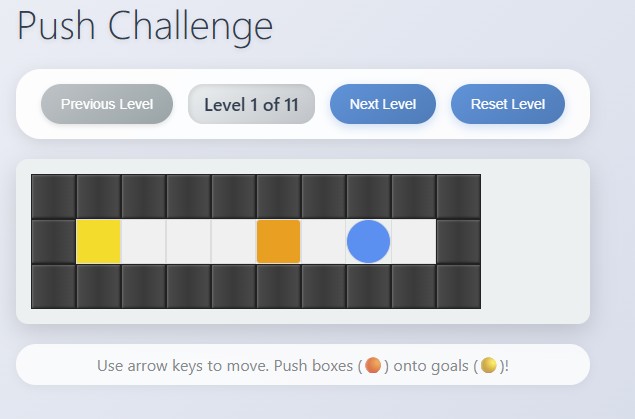 Push Challenge
Previous Level
Level 1 of 11
Next Level
Reset Level
Use arrow keys to move. Push boxes () onto goals ()!